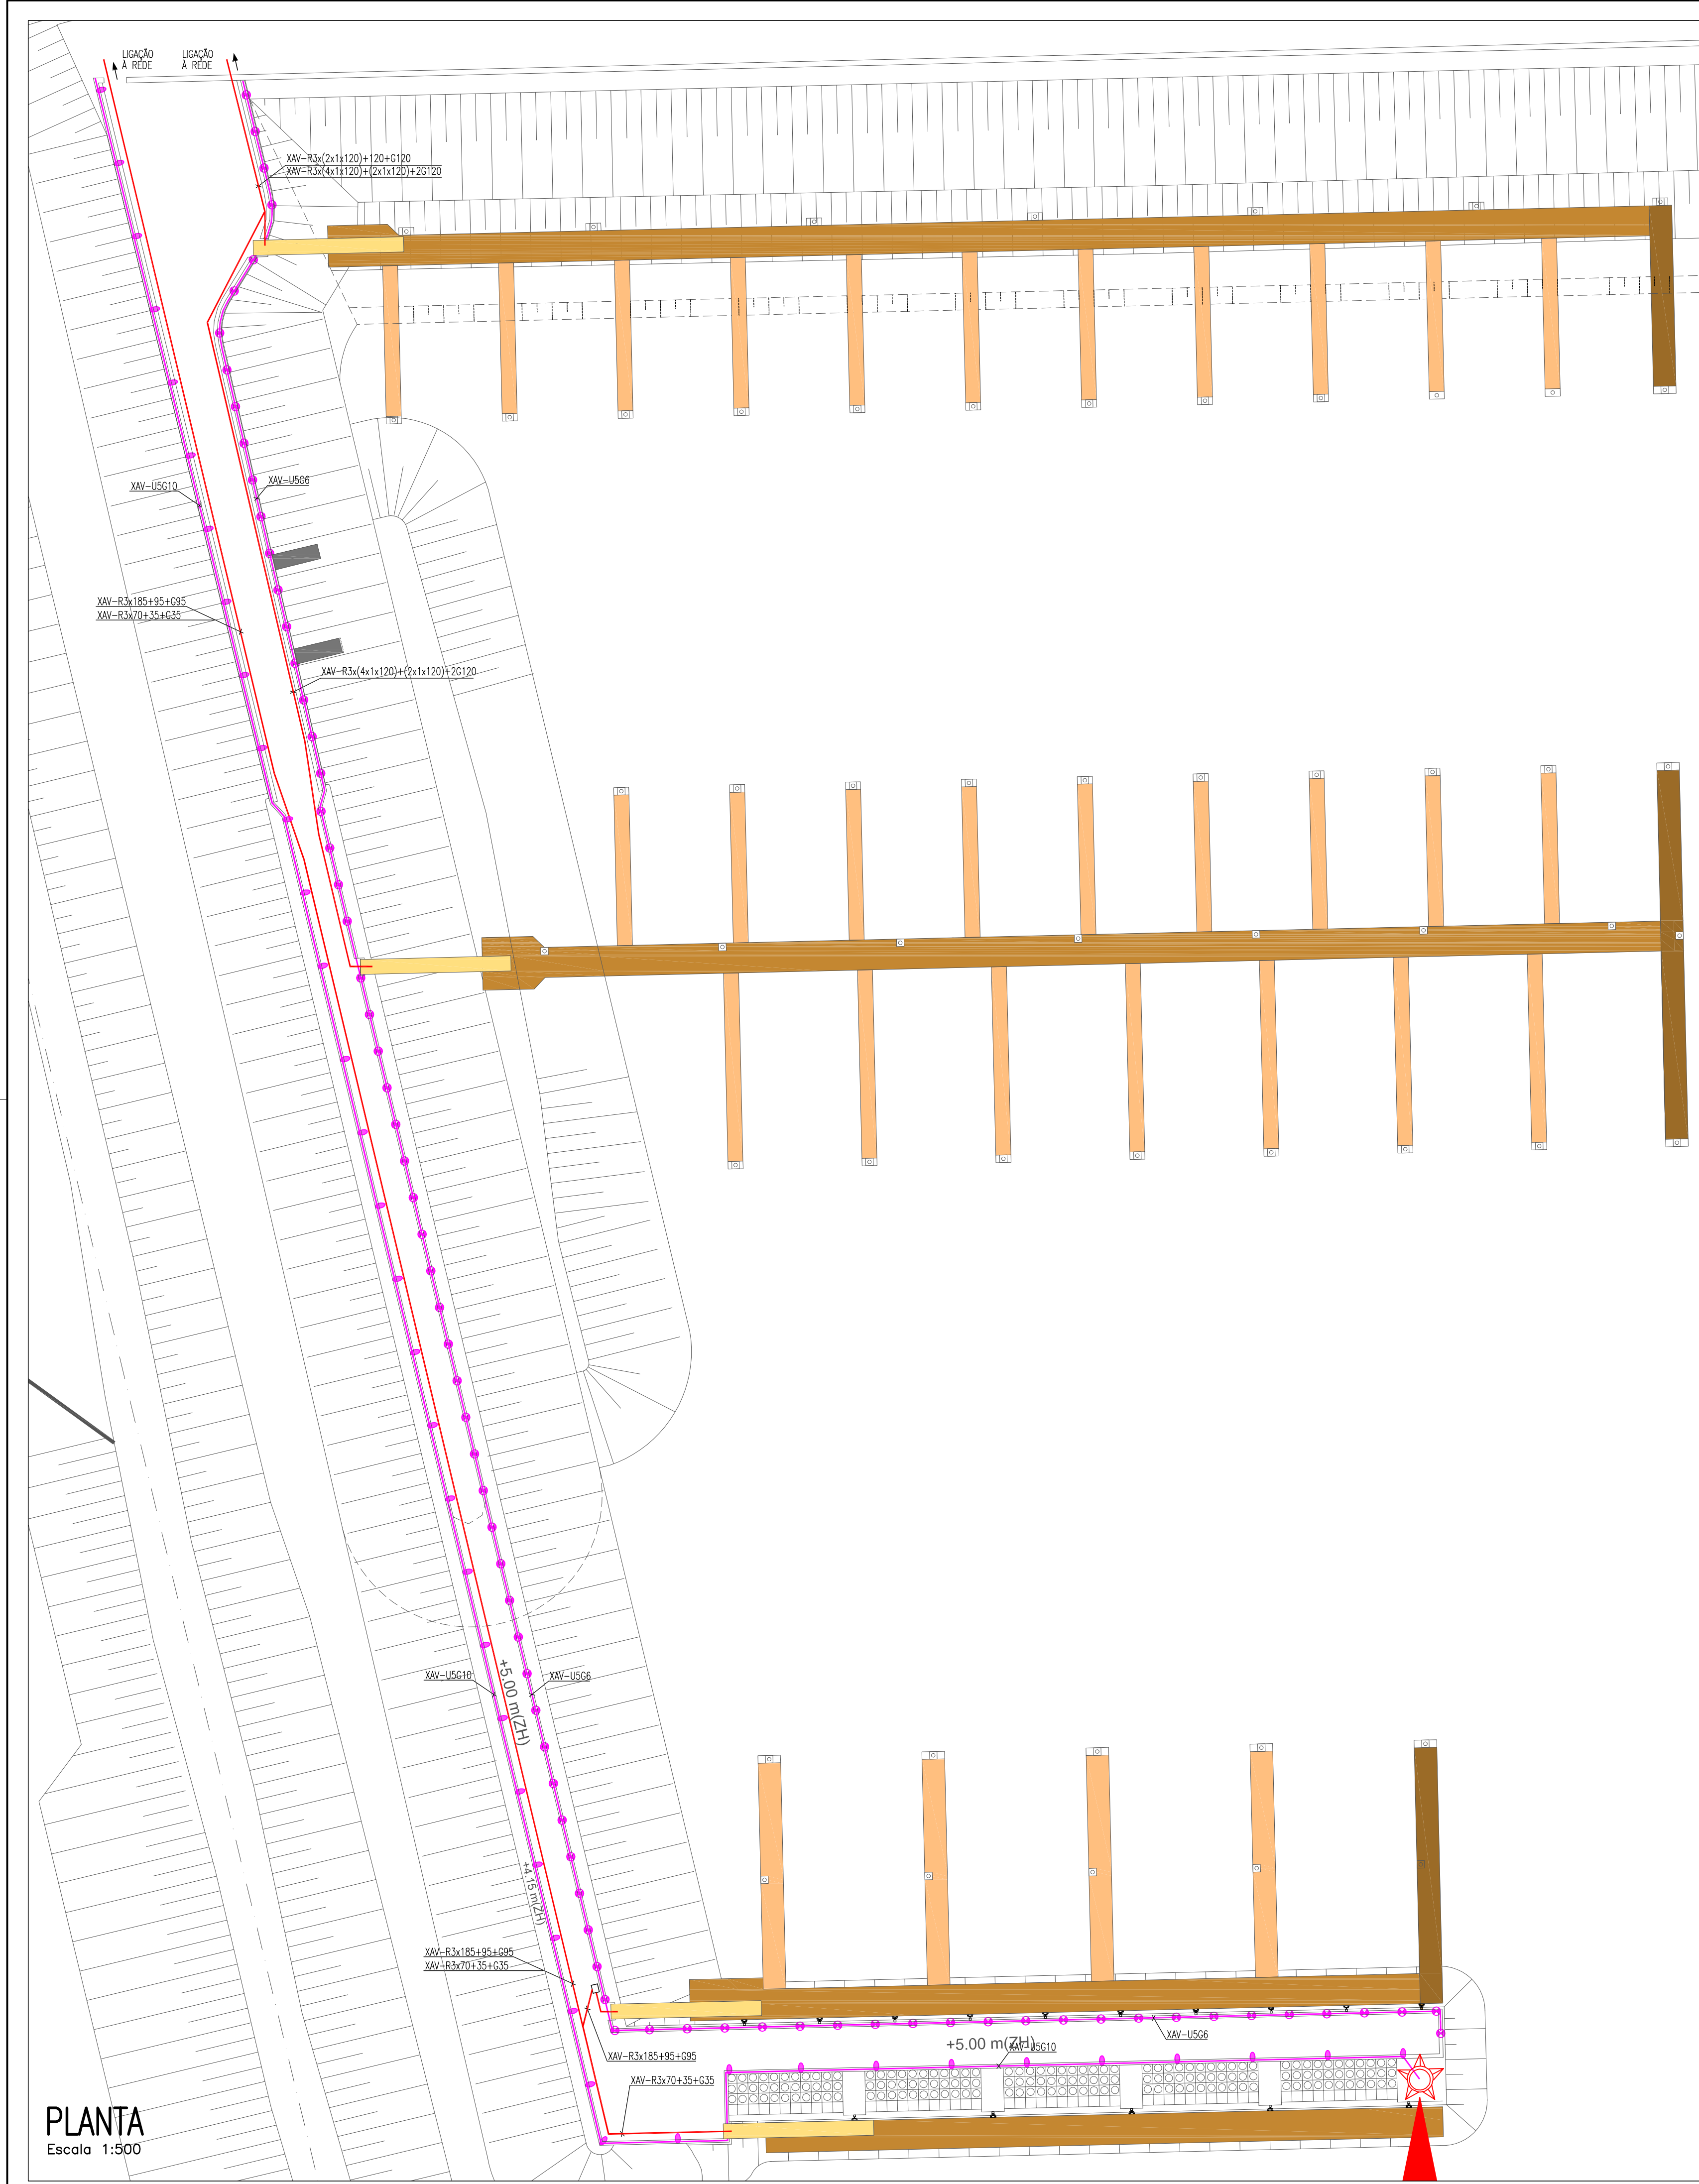 LIGAÇÃO
À REDE
LIGAÇÃO
À REDE
XAV-R3x(2x1x120)+120+G120
XAV-R3x(4x1x120)+(2x1x120)+2G120
XAV-U5G10
XAV-U5G6
XAV-R3x185+95+G95
XAV-R3x70+35+G35
XAV-R3x(4x1x120)+(2x1x120)+2G120
XAV-U5G10
+5.00 m(ZH)
XAV-U5G6
+4.15 m(ZH)
XAV-R3x185+95+G95
XAV-R3x70+35+G35
XAV-U5G6
+5.00 m(ZH)
XAV-U5G10
XAV-R3x185+95+G95
XAV-R3x70+35+G35
PLANTA
Escala 1:500